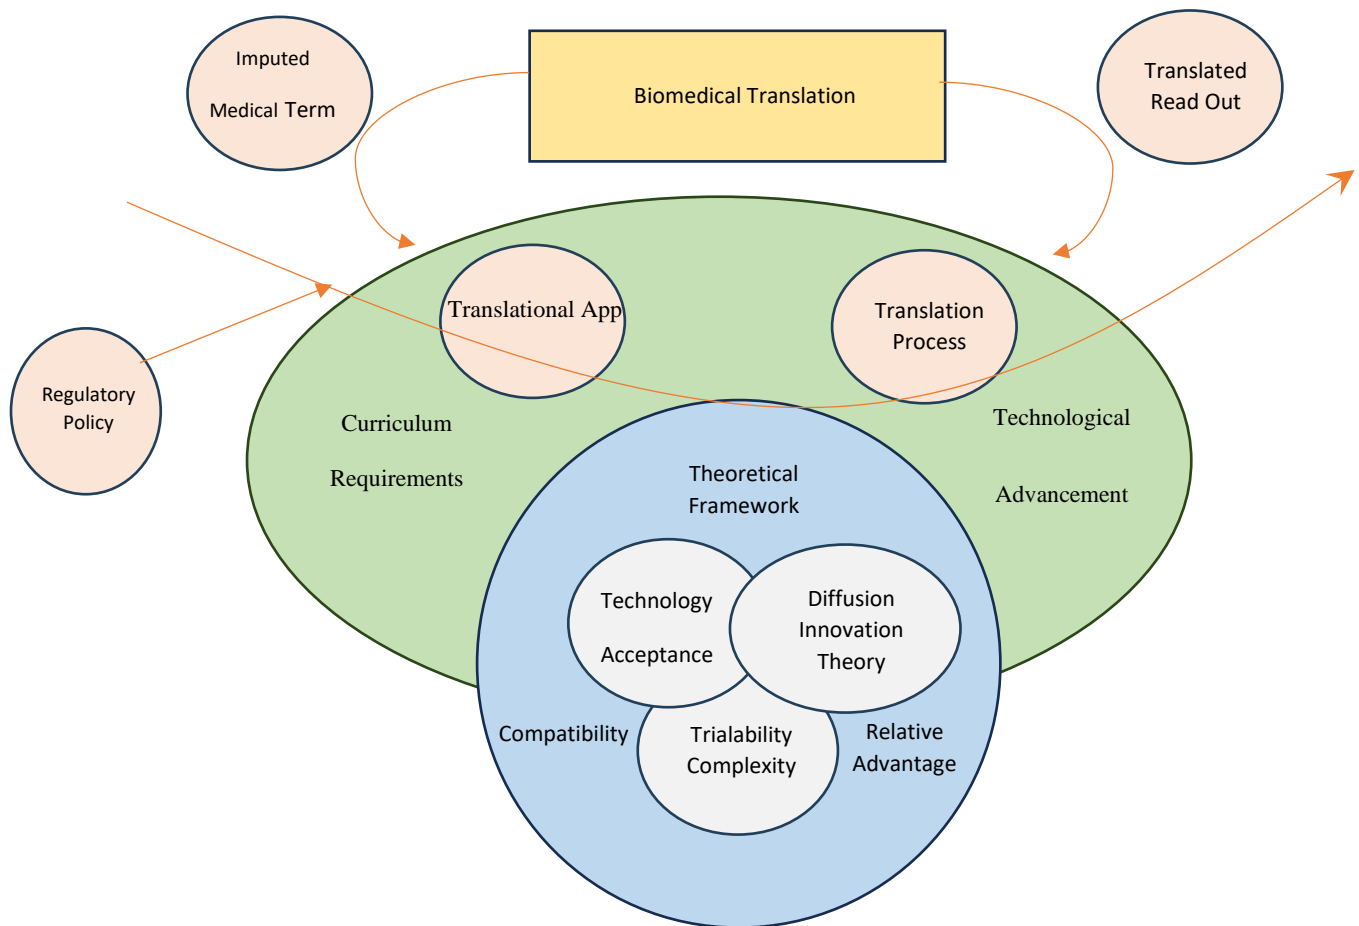 Imputed
Medical Term
Biomedical Translation
Translated
Read Out
Translational App
Translation
Process
Regulatory
Policy
Curriculum
Requirements
Technological
Advancement
Theoretical
Framework
Technology
Acceptance
Diffusion
Innovation
Theory
Compatibility
Trialability
Complexity
Relative
Advantage